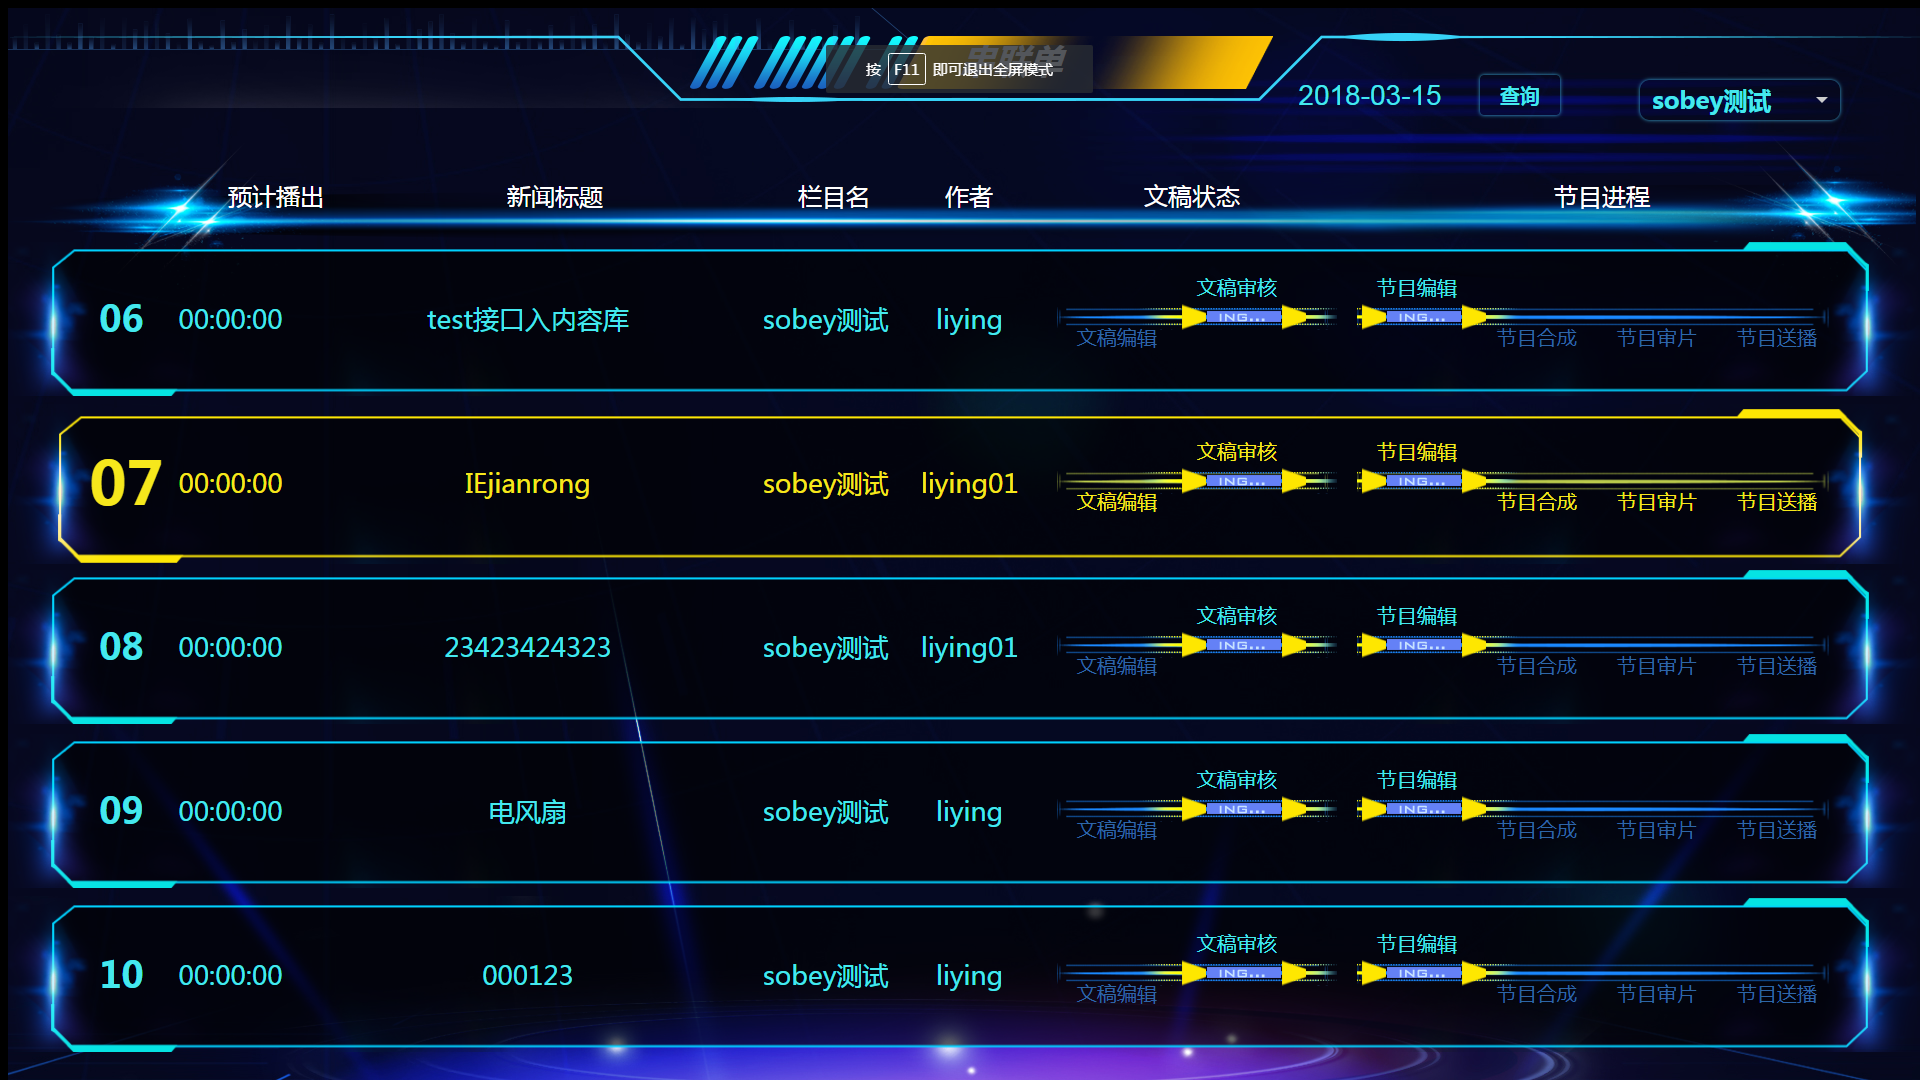 串联单
按 F11 即可退出全屏模式
2018-03-15 查询 sobey测试
预计播出 新闻标题 栏目名 作者 文稿状态 节目进程
文稿审核 节目编辑
06 00:00:00 test接口入内容库 sobey测试 liying ING... ING...
文稿编辑 节目合成 节目审片 节目送播
文稿审核 节目编辑
07 00:00:00 IEjianrong sobey测试 liying01 ING... ING...
文稿编辑 节目合成 节目审片 节目送播
文稿审核 节目编辑
08 00:00:00 23423424323 sobey测试 liying01 ING... ING...
文稿编辑 节目合成 节目审片 节目送播
文稿审核 节目编辑
09 00:00:00 电风扇 sobey测试 liying ING... ING...
文稿编辑 节目合成 节目审片 节目送播
文稿审核 节目编辑
10 00:00:00 000123 sobey测试 liying ING... ING...
文稿编辑 节目合成 节目审片 节目送播